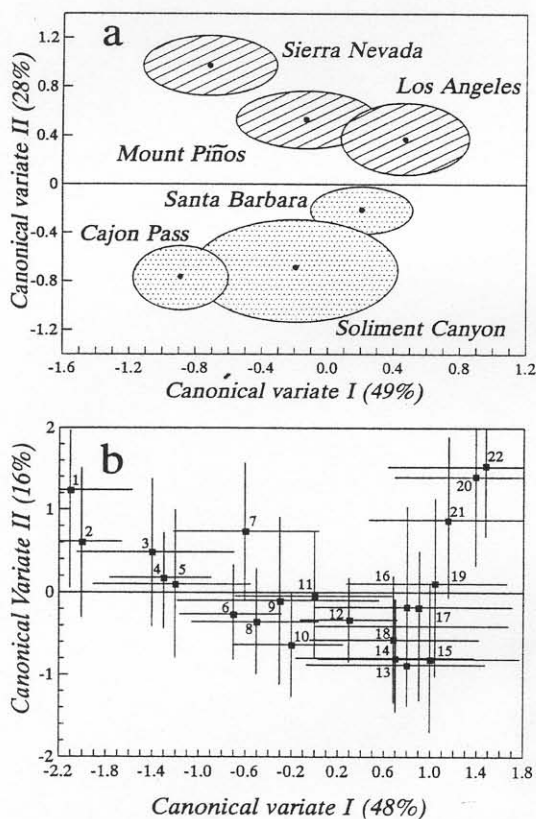 a
Canonical variate II (28%)
1.2
0.8
0.4
0
-0.4
-0.8
-1.2
Sierra Nevada
Los Angeles
Mount Piños
Santa Barbara
Cajon Pass
Soliment Canyon
-1.6 -1.2 -0.8 -0.4 0.0 0.4 0.8 1.2
Canonical variate I (49%)
b
Canonical Variate II (16%)
2
1
0
-1
-2
1
2
3
4
5
6
7
8
9
10
11
12
13
14
15
16
17
18
19
20
21
22
-2.2 -1.8 -1.4 -1.0 -0.6 -0.2 0.2 0.6 1.0 1.4 1.8
Canonical variate I (48%)